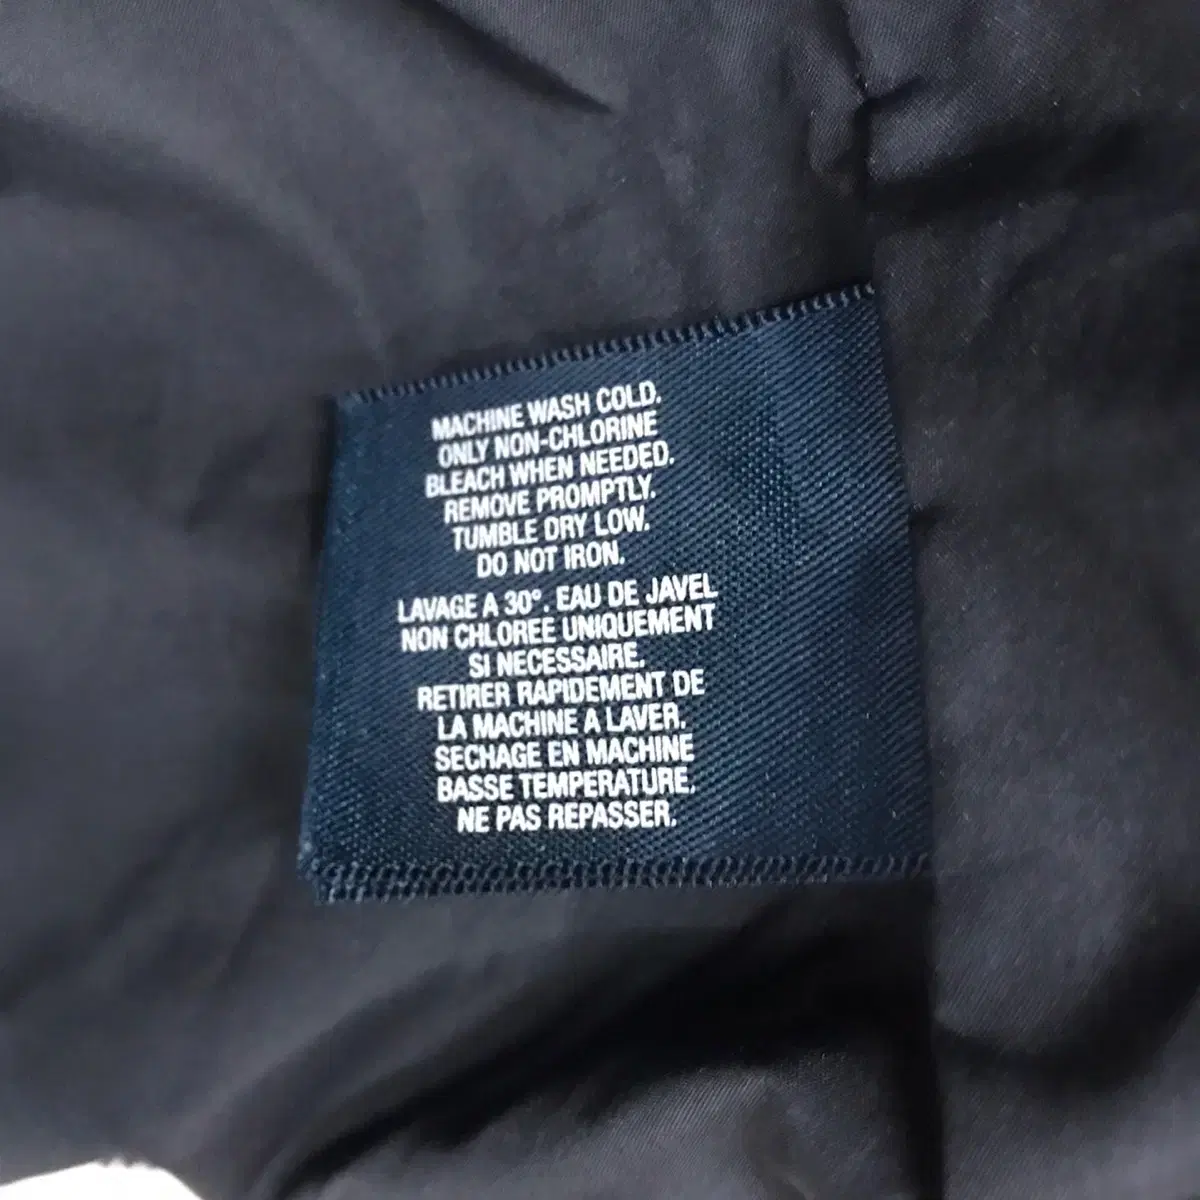 MACHINE WASH COLD.
ONLY NON-CHLORINE
BLEACH WHEN NEEDED.
REMOVE PROMPTLY.
TUMBLE DRY LOW.
DO NOT IRON.
LAVAGE A 30°. EAU DE JAVEL
NON CHLOREE UNIQUEMENT
SI NECESSAIRE.
RETIRER RAPIDEMENT DE
LA MACHINE A LAVER.
SECHAGE EN MACHINE
BASSE TEMPERATURE.
NE PAS REPASSER.